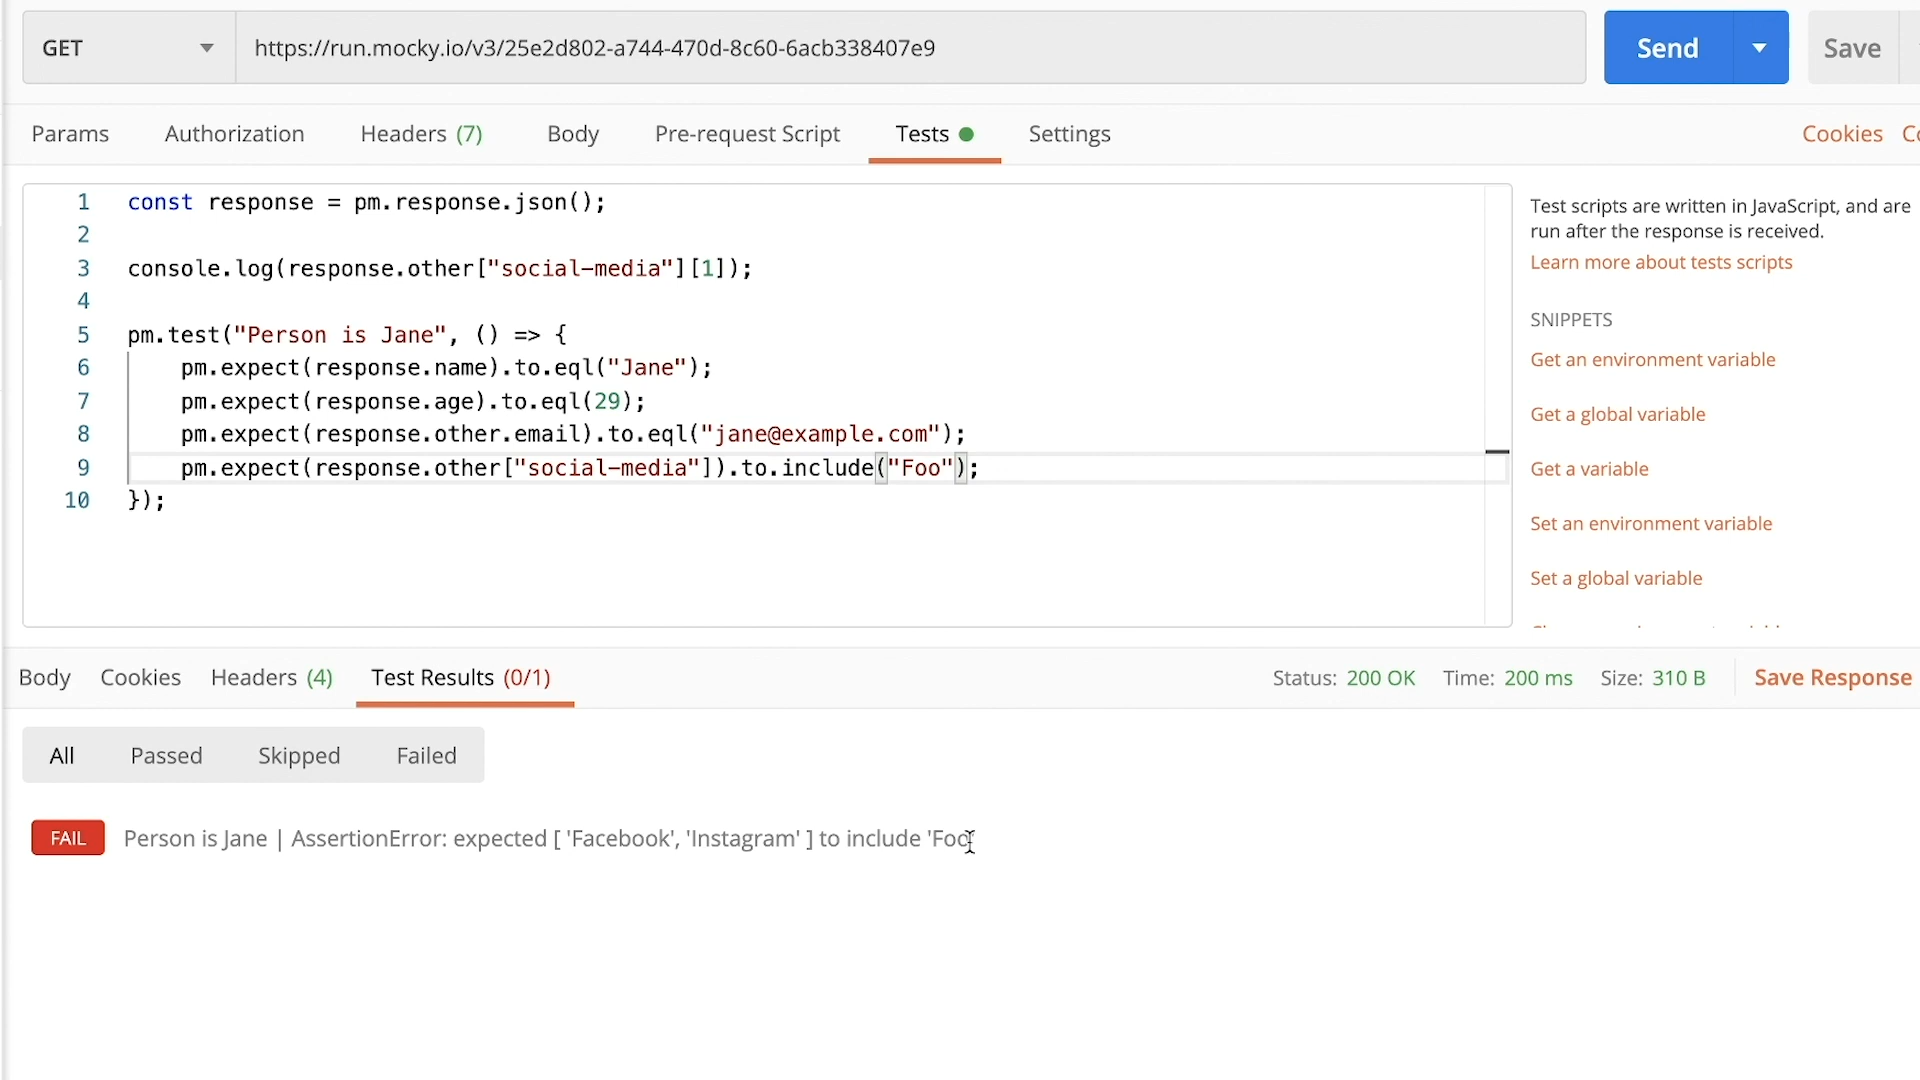 GET https://run.mocky.io/v3/25e2d802-a744-470d-8c60-6acb338407e9 Send Save
Params Authorization Headers (7) Body Pre-request Script Tests Settings Cookies
1 const response = pm.response.json();
2
3 console.log(response.other["social-media"][1]);
4
5 pm.test("Person is Jane", () => {
6 pm.expect(response.name).to.eql("Jane");
7 pm.expect(response.age).to.eql(29);
8 pm.expect(response.other.email).to.eql("jane@example.com");
9 pm.expect(response.other["social-media"]).to.include("Foo");
10 });
Test scripts are written in JavaScript, and are
run after the response is received.
Learn more about tests scripts
SNIPPETS
Get an environment variable
Get a global variable
Get a variable
Set an environment variable
Set a global variable
Body Cookies Headers (4) Test Results (0/1) Status: 200 OK Time: 200 ms Size: 310 B Save Response
All Passed Skipped Failed
FAIL Person is Jane | AssertionError: expected [ 'Facebook', 'Instagram' ] to include 'Foo'